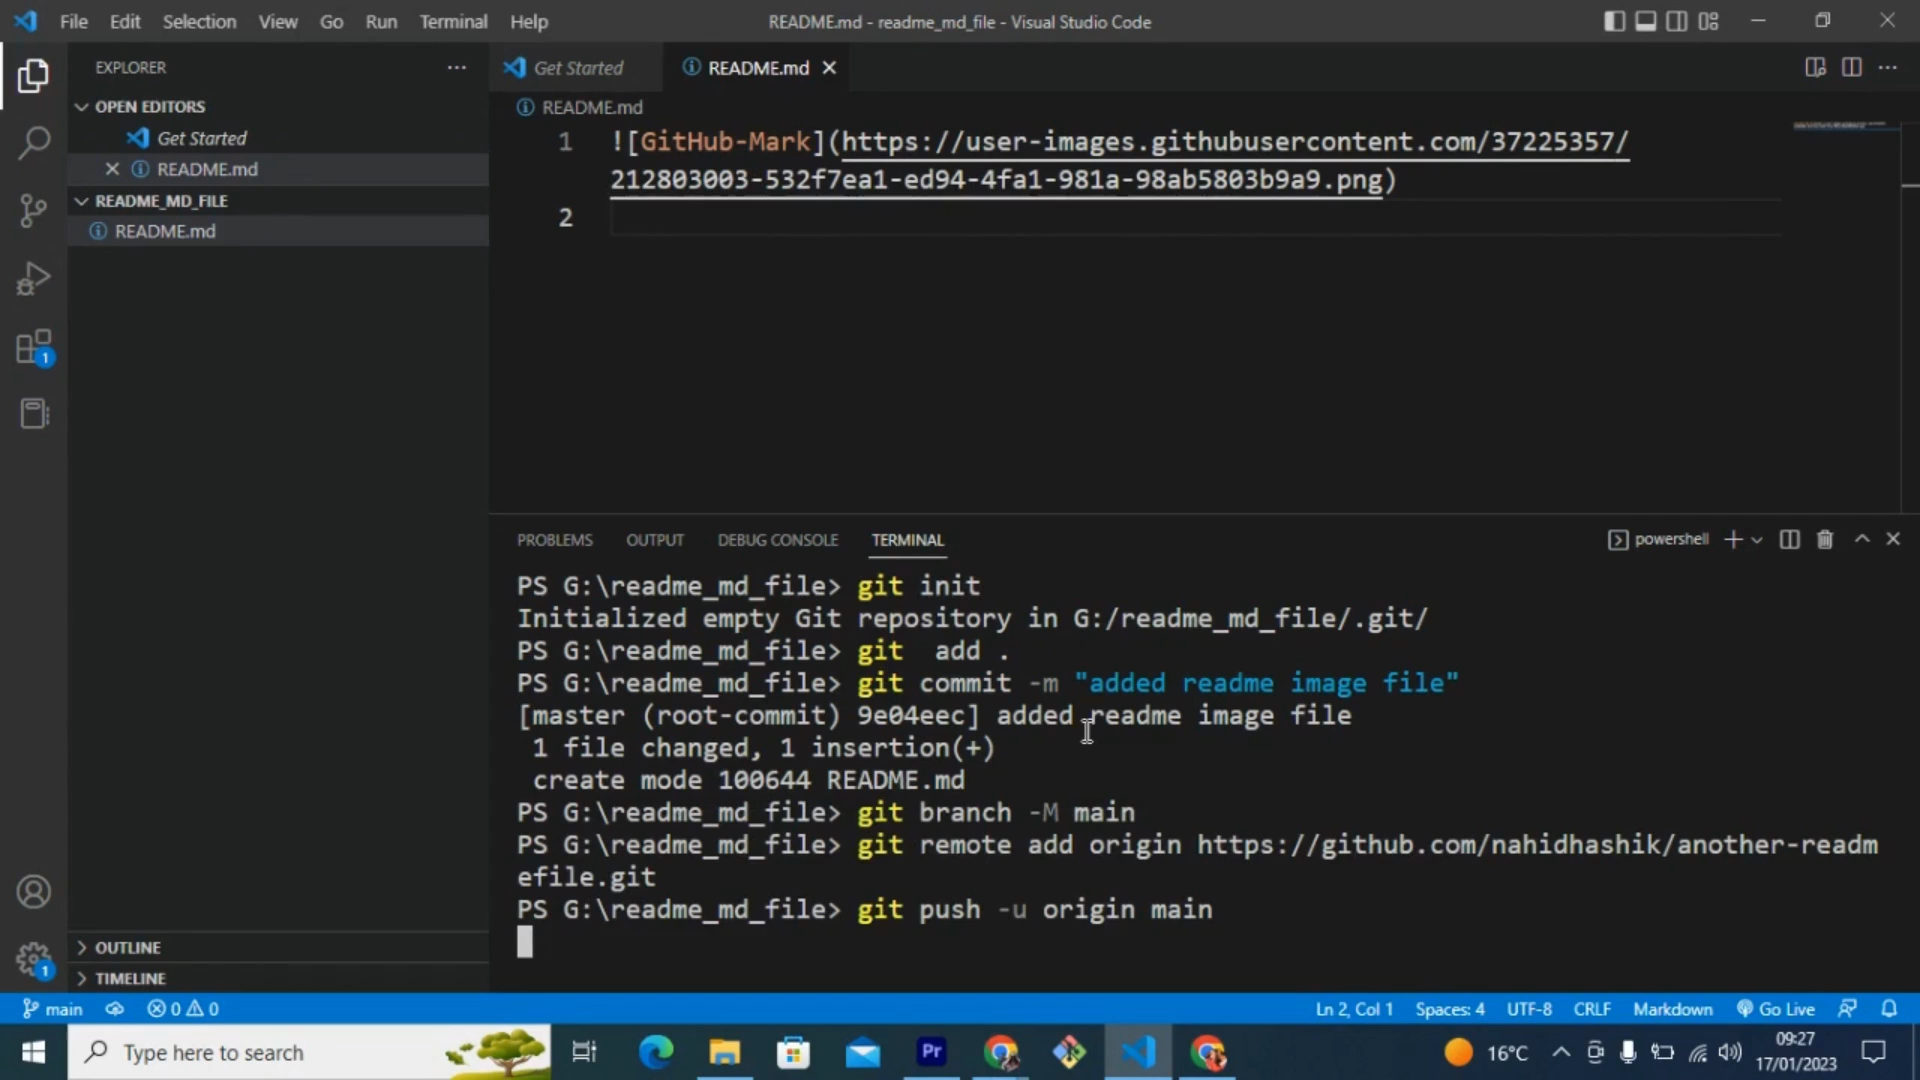 File Edit Selection View Go Run Terminal Help
README.md - readme_md_file - Visual Studio Code
EXPLORER
OPEN EDITORS
Get Started
README.md
README_MD_FILE
README.md
OUTLINE
TIMELINE
1
1
Get Started
README.md
README.md
1 ![GitHub-Mark](https://user-images.githubusercontent.com/37225357/
212803003-532f7ea1-ed94-4fa1-981a-98ab5803b9a9.png)
2
PROBLEMS OUTPUT DEBUG CONSOLE TERMINAL
powershell
PS G:\readme_md_file> git init
Initialized empty Git repository in G:/readme_md_file/.git/
PS G:\readme_md_file> git  add .
PS G:\readme_md_file> git commit -m "added readme image file"
[master (root-commit) 9e04eec] added readme image file
 1 file changed, 1 insertion(+)
 create mode 100644 README.md
PS G:\readme_md_file> git branch -M main
PS G:\readme_md_file> git remote add origin https://github.com/nahidhashik/another-readm
efile.git
PS G:\readme_md_file> git push -u origin main
main 0 0
Ln 2, Col 1 Spaces: 4 UTF-8 CRLF Markdown Go Live
Type here to search
Pr
16°C
09:27
17/01/2023